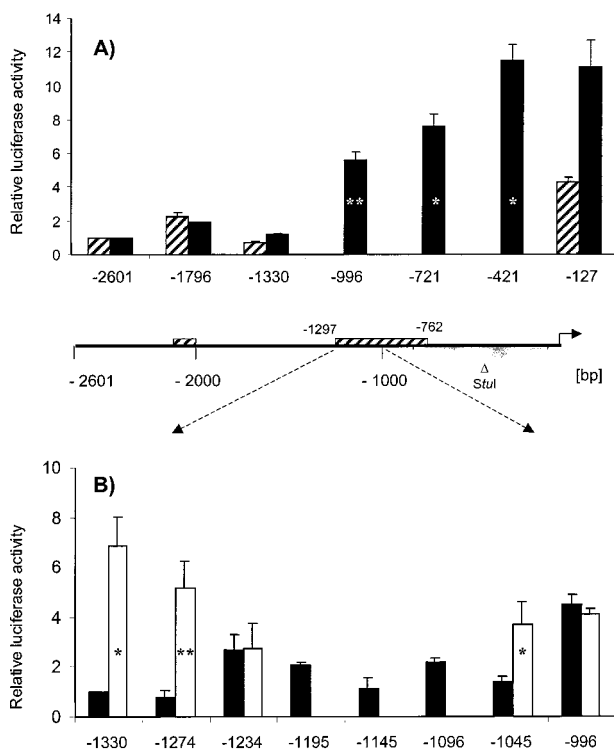 A)
Relative luciferase activity
14
12
10
8
6
4
2
0
** * *
-2601 -1796 -1330 -996 -721 -421 -127
-1297 -762
- 2601 - 2000 - 1000 [bp]
Δ
StuI
B)
Relative luciferase activity
10
8
6
4
2
0
* ** *
-1330 -1274 -1234 -1195 -1145 -1096 -1045 -996